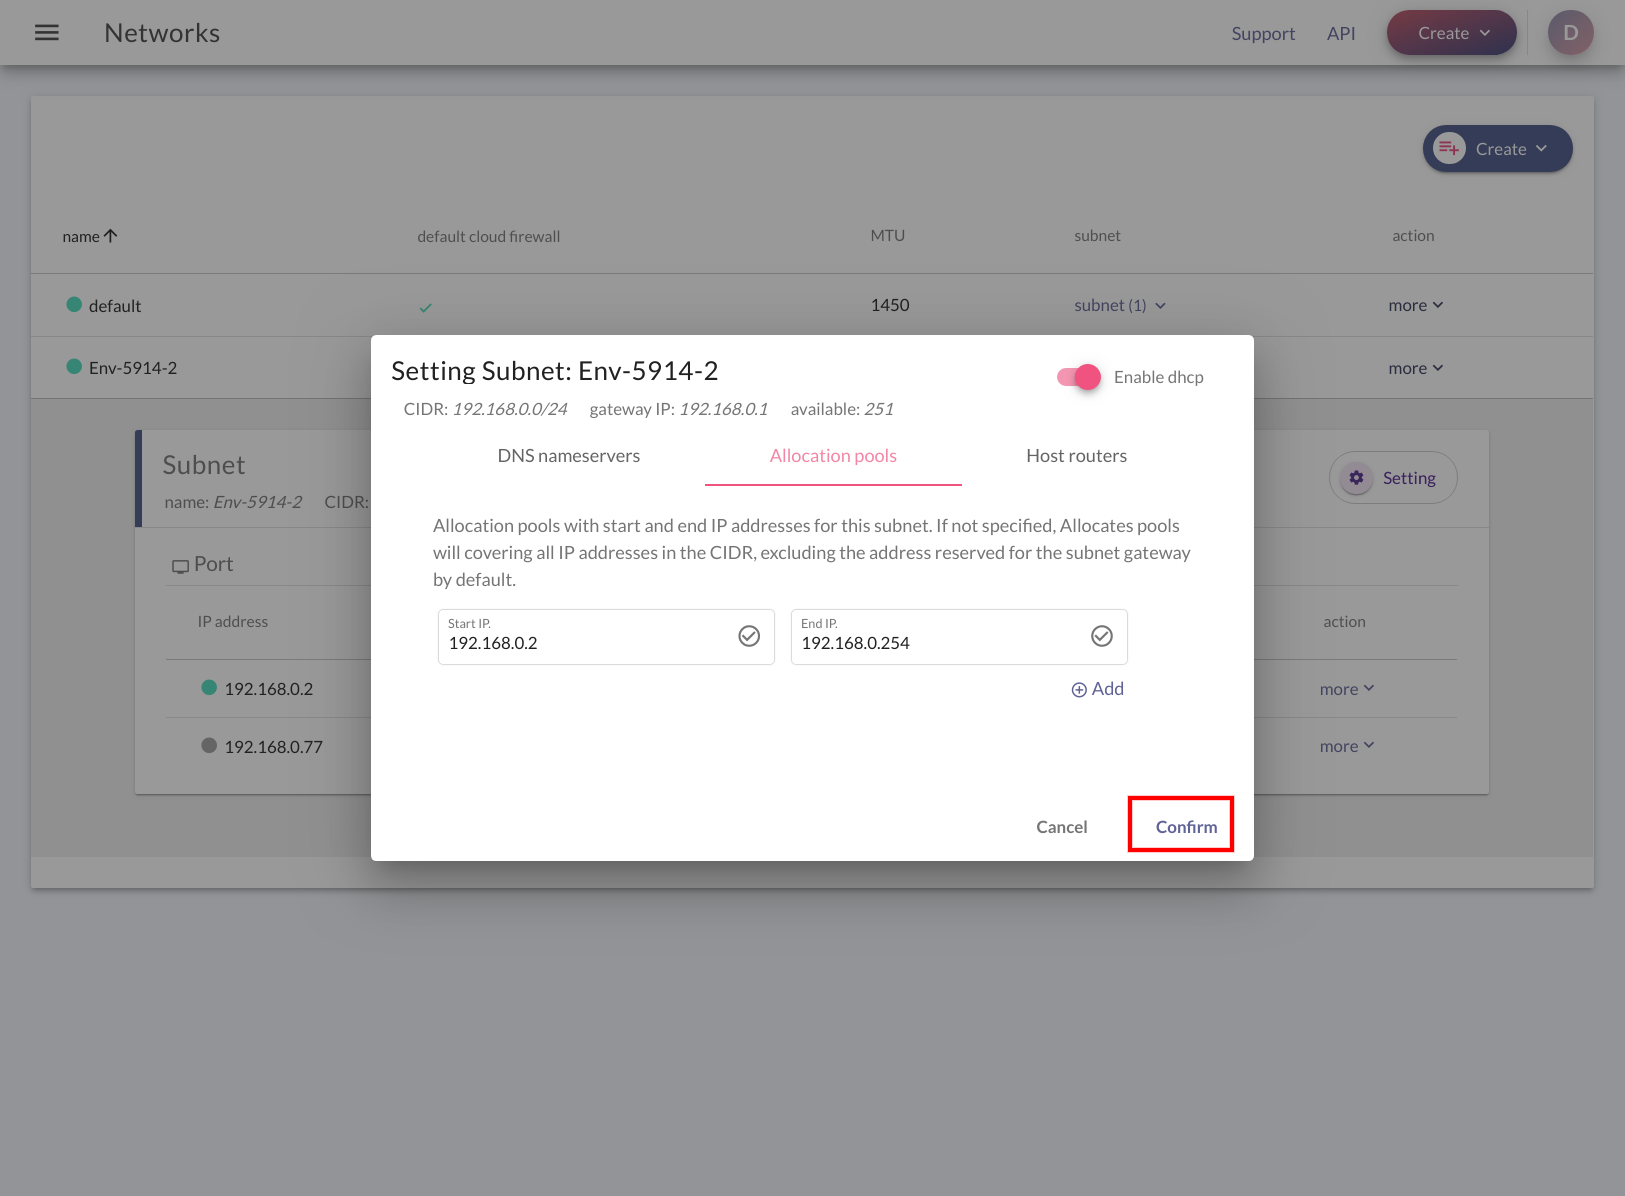 Networks
Support API Create D
Create
name default cloud firewall MTU subnet action
default 1450 subnet (1) more
Env-5914-2 more
Setting Subnet: Env-5914-2
Enable dhcp
CIDR: 192.168.0.0/24 gateway IP: 192.168.0.1 available: 251
DNS nameservers Allocation pools Host routers
Allocation pools with start and end IP addresses for this subnet. If not specified, Allocates pools
will covering all IP addresses in the CIDR, excluding the address reserved for the subnet gateway
by default.
Start IP.
192.168.0.2
End IP.
192.168.0.254
Add
Cancel Confirm
Subnet
name: Env-5914-2 CIDR:
Setting
Port
IP address action
192.168.0.2 more
192.168.0.77 more